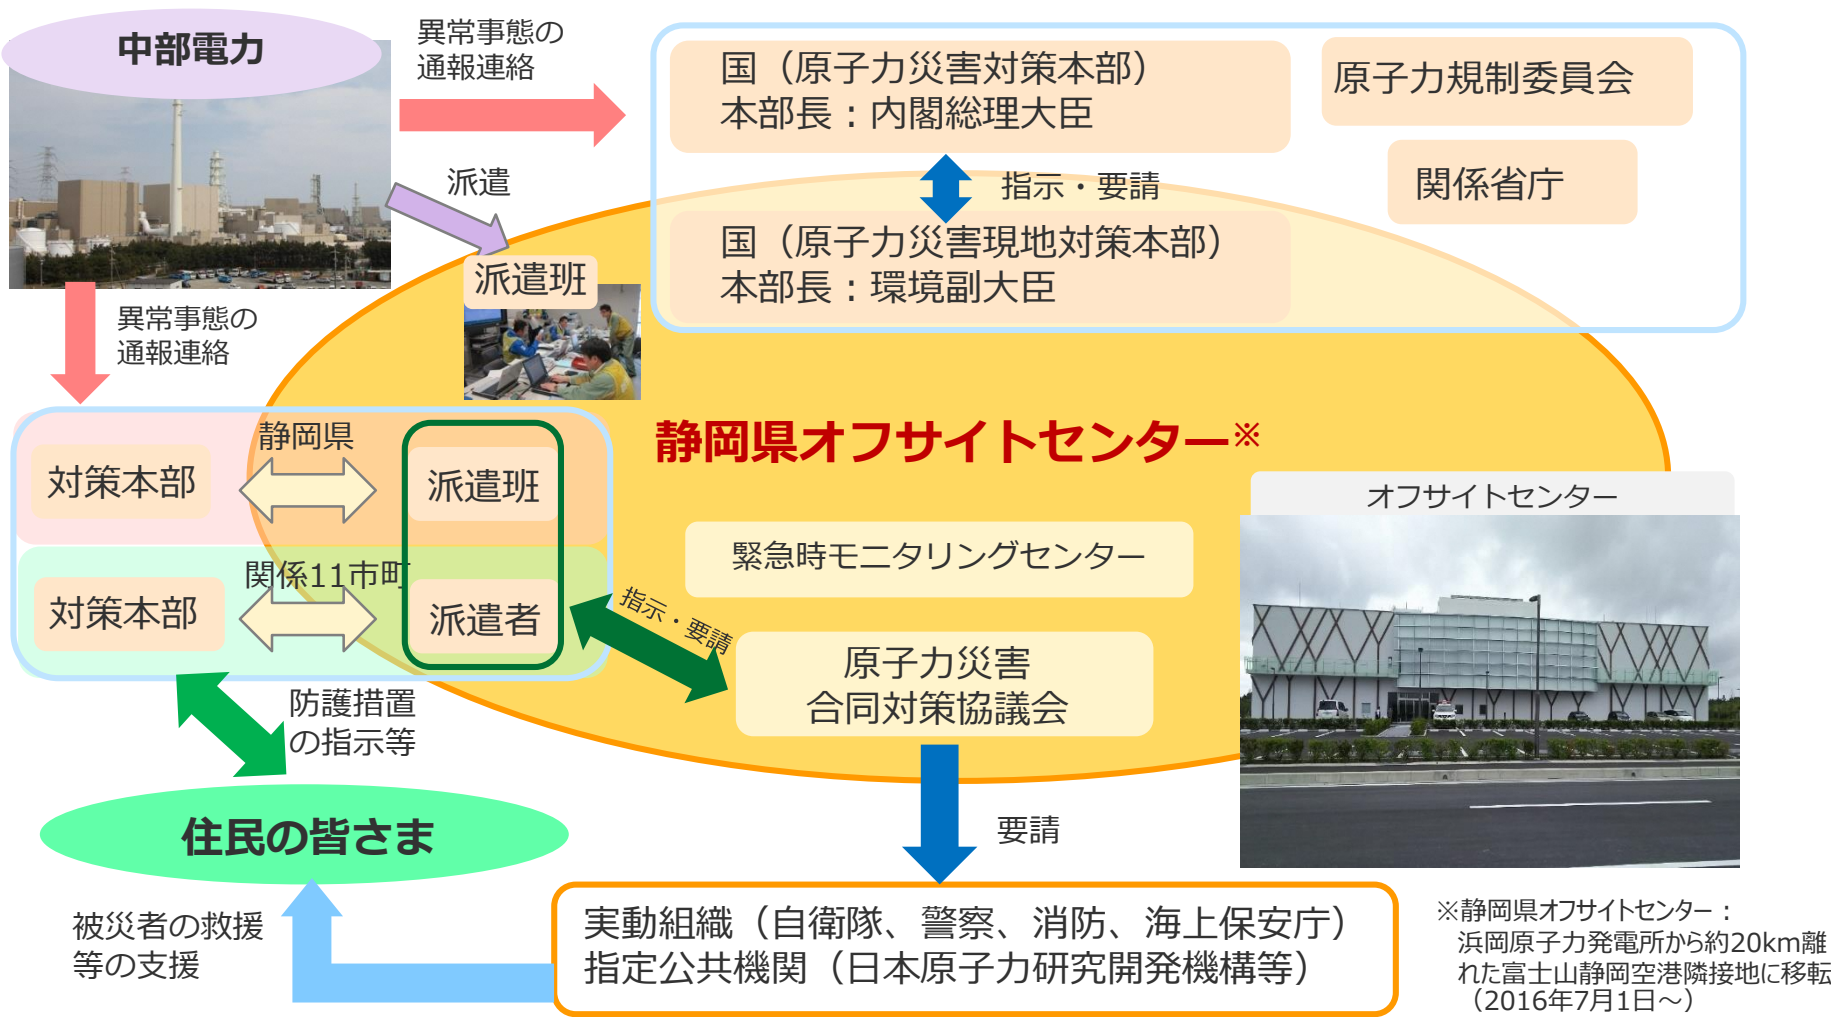 中部電力
異常事態の
通報連絡
国（原子力災害対策本部）
本部長：内閣総理大臣
原子力規制委員会
関係省庁
派遣
指示・要請
国（原子力災害現地対策本部）
本部長：環境副大臣
派遣班
異常事態の
通報連絡
静岡県
対策本部
派遣班
静岡県オフサイトセンター※
オフサイトセンター
緊急時モニタリングセンター
関係11市町
対策本部
派遣者
指示・要請
原子力災害
合同対策協議会
防護措置
の指示等
住民の皆さま
要請
被災者の救援
等の支援
実動組織（自衛隊、警察、消防、海上保安庁）
指定公共機関（日本原子力研究開発機構等）
※静岡県オフサイトセンター：
浜岡原子力発電所から約20km離
れた富士山静岡空港隣接地に移転
（2016年7月1日～）